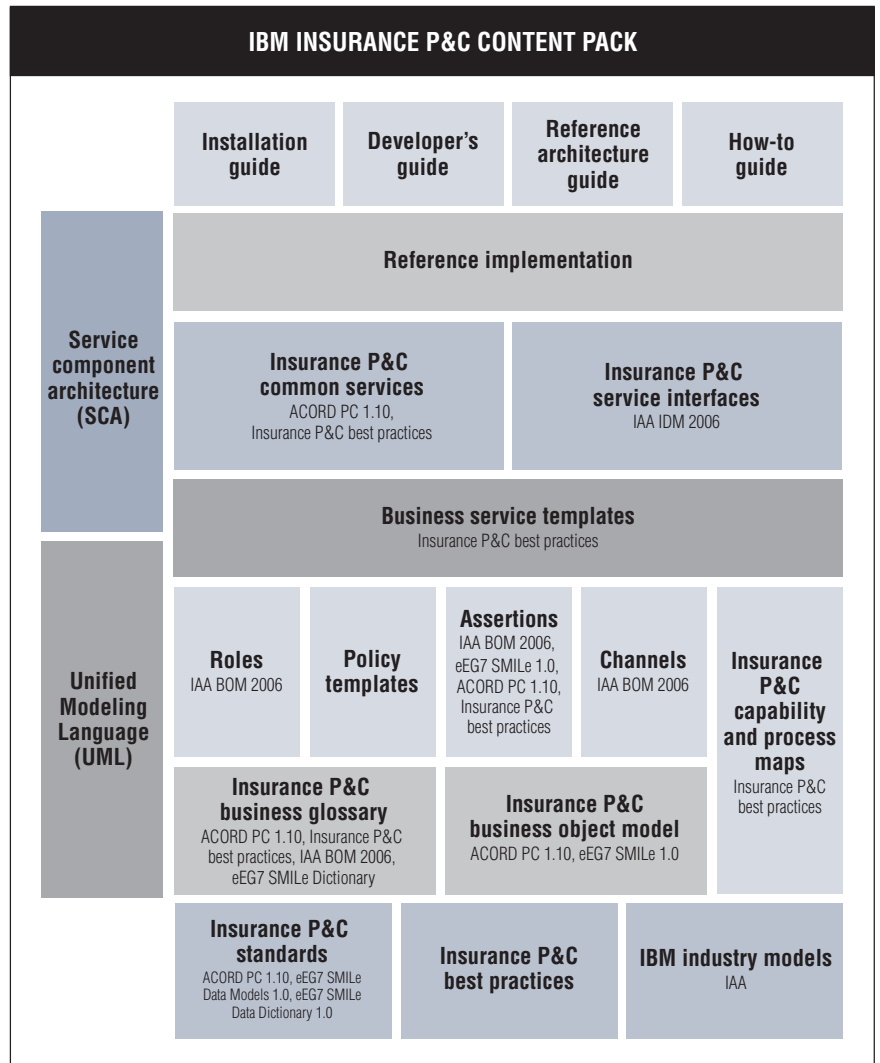 IBM INSURANCE P&C CONTENT PACK
Installation
guide
Developer's
guide
Reference
architecture
guide
How-to
guide
Service
component
architecture
(SCA)
Reference implementation
Insurance P&C
common services
ACORD PC 1.10,
Insurance P&C best practices
Insurance P&C
service interfaces
IAA IDM 2006
Business service templates
Insurance P&C best practices
Unified
Modeling
Language
(UML)
Roles
IAA BOM 2006
Policy
templates
Assertions
IAA BOM 2006,
eEG7 SMILe 1.0,
ACORD PC 1.10,
Insurance P&C
best practices
Channels
IAA BOM 2006
Insurance
P&C
capability
and process
maps
Insurance P&C
best practices
Insurance P&C
business glossary
ACORD PC 1.10, Insurance P&C
best practices, IAA BOM 2006,
eEG7 SMILe Dictionary
Insurance P&C
business object model
ACORD PC 1.10, eEG7 SMILe 1.0
Insurance P&C
standards
ACORD PC 1.10, eEG7 SMILe
Data Models 1.0, eEG7 SMILe
Data Dictionary 1.0
Insurance P&C
best practices
IBM industry models
IAA